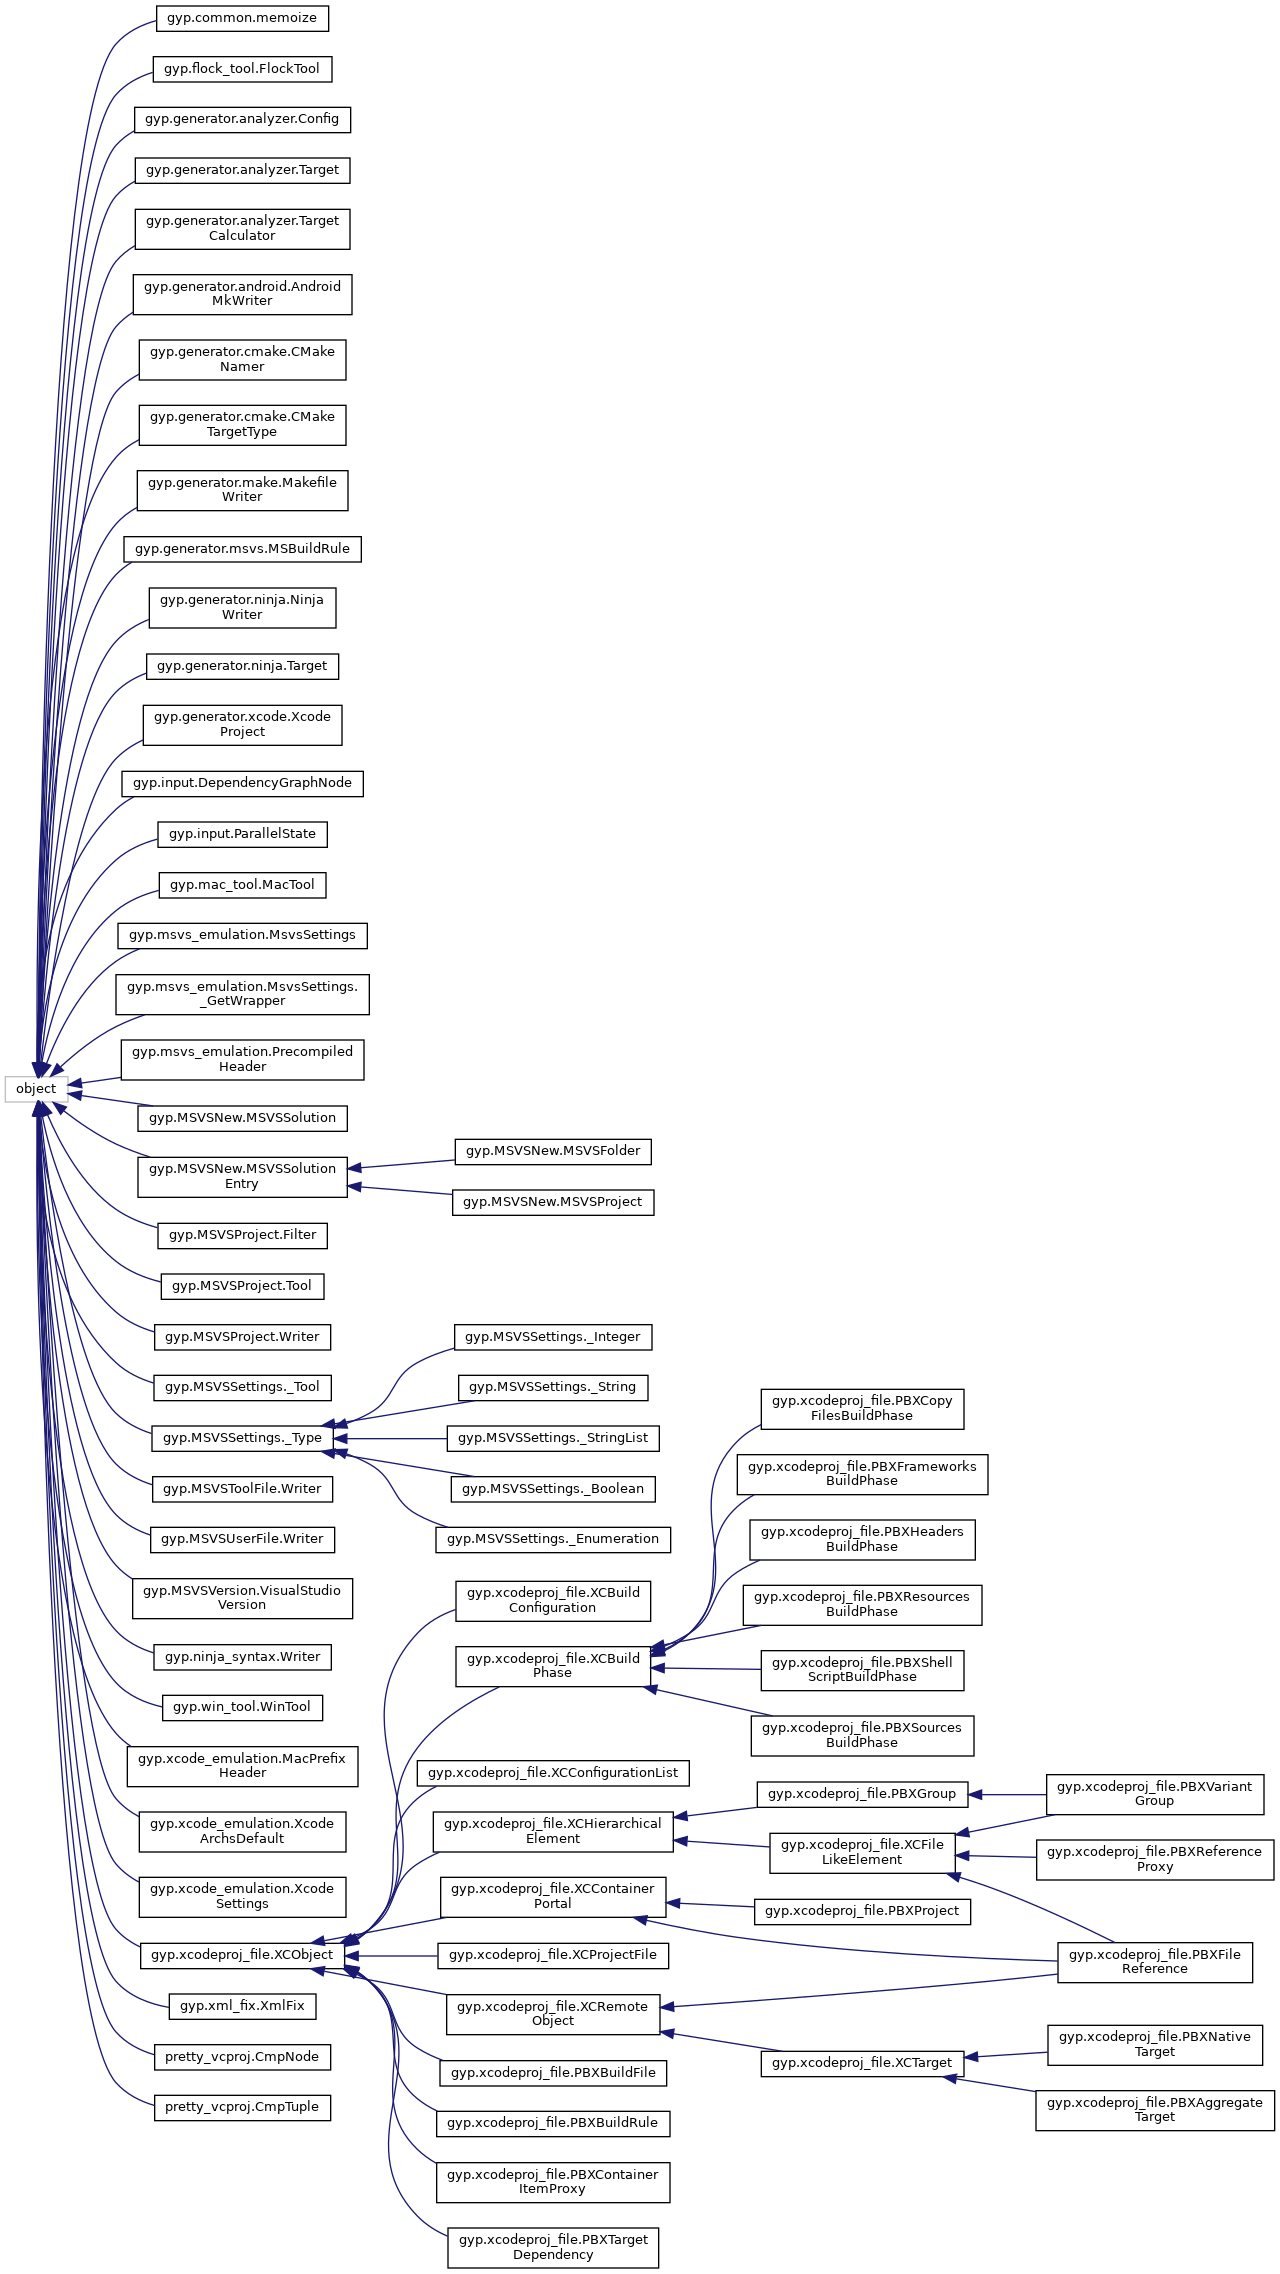 gyp.common.memoize
gyp.flock_tool.FlockTool
gyp.generator.analyzer.Config
gyp.generator.analyzer.Target
gyp.generator.analyzer.Target
Calculator
gyp.generator.android.Android
MkWriter
gyp.generator.cmake.CMake
Namer
gyp.generator.cmake.CMake
TargetType
gyp.generator.make.Makefile
Writer
gyp.generator.msvs.MSBuildRule
gyp.generator.ninja.Ninja
Writer
gyp.generator.ninja.Target
gyp.generator.xcode.Xcode
Project
gyp.input.DependencyGraphNode
gyp.input.ParallelState
gyp.mac_tool.MacTool
gyp.msvs_emulation.MsvsSettings
gyp.msvs_emulation.MsvsSettings.
_GetWrapper
gyp.msvs_emulation.Precompiled
Header
object
gyp.MSVSNew.MSVSSolution
gyp.MSVSNew.MSVSSolution
Entry
gyp.MSVSNew.MSVSFolder
gyp.MSVSNew.MSVSProject
gyp.MSVSProject.Filter
gyp.MSVSProject.Tool
gyp.MSVSProject.Writer
gyp.MSVSSettings._Tool
gyp.MSVSSettings._Type
gyp.MSVSSettings._Integer
gyp.MSVSSettings._String
gyp.MSVSSettings._StringList
gyp.MSVSSettings._Boolean
gyp.MSVSSettings._Enumeration
gyp.MSVSToolFile.Writer
gyp.MSVSUserFile.Writer
gyp.MSVSVersion.VisualStudio
Version
gyp.ninja_syntax.Writer
gyp.win_tool.WinTool
gyp.xcode_emulation.MacPrefix
Header
gyp.xcode_emulation.Xcode
ArchsDefault
gyp.xcode_emulation.Xcode
Settings
gyp.xcodeproj_file.XCObject
gyp.xml_fix.XmlFix
pretty_vcproj.CmpNode
pretty_vcproj.CmpTuple
gyp.xcodeproj_file.XCBuild
Configuration
gyp.xcodeproj_file.XCBuild
Phase
gyp.xcodeproj_file.XCConfigurationList
gyp.xcodeproj_file.XCHierarchical
Element
gyp.xcodeproj_file.XCContainer
Portal
gyp.xcodeproj_file.XCProjectFile
gyp.xcodeproj_file.XCRemote
Object
gyp.xcodeproj_file.PBXBuildFile
gyp.xcodeproj_file.PBXBuildRule
gyp.xcodeproj_file.PBXContainer
ItemProxy
gyp.xcodeproj_file.PBXTarget
Dependency
gyp.xcodeproj_file.PBXCopy
FilesBuildPhase
gyp.xcodeproj_file.PBXFrameworks
BuildPhase
gyp.xcodeproj_file.PBXHeaders
BuildPhase
gyp.xcodeproj_file.PBXResources
BuildPhase
gyp.xcodeproj_file.PBXShell
ScriptBuildPhase
gyp.xcodeproj_file.PBXSources
BuildPhase
gyp.xcodeproj_file.PBXGroup
gyp.xcodeproj_file.XCFile
LikeElement
gyp.xcodeproj_file.PBXProject
gyp.xcodeproj_file.XCTarget
gyp.xcodeproj_file.PBXVariant
Group
gyp.xcodeproj_file.PBXReference
Proxy
gyp.xcodeproj_file.PBXFile
Reference
gyp.xcodeproj_file.PBXNative
Target
gyp.xcodeproj_file.PBXAggregate
Target